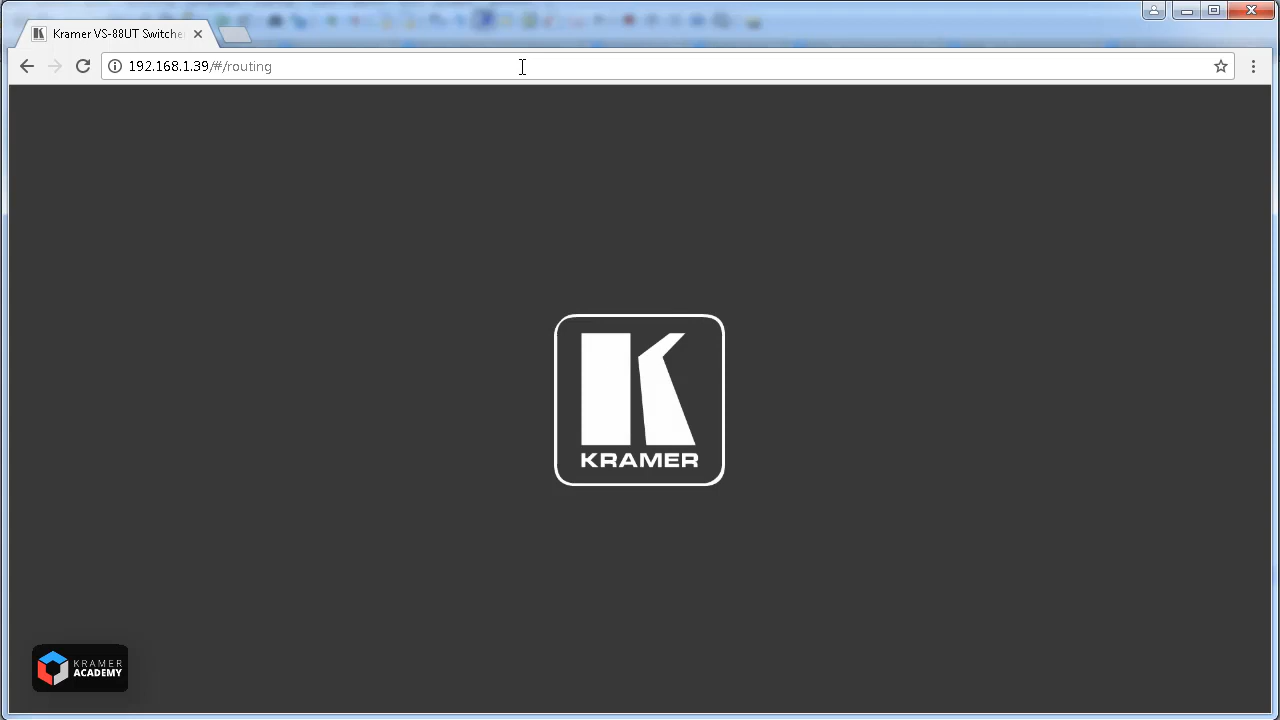 Kramer VS-88UT Switche
192.168.1.39/#/routing
KRAMER
KRAMER
ACADEMY